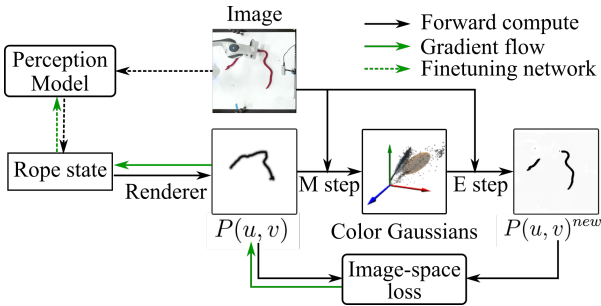 Image
Forward compute
Gradient flow
Finetuning network
Perception
Model
Rope state
Renderer
M step
E step
P(u, v)
Color Gaussians
P(u, v)^{new}
Image-space
loss